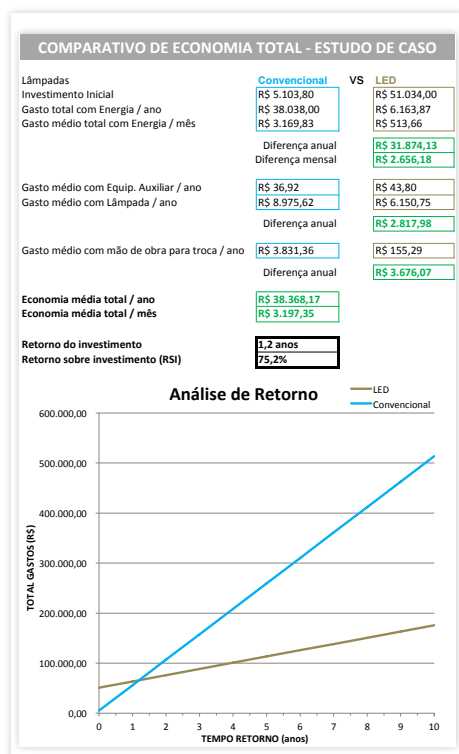 COMPARATIVO DE ECONOMIA TOTAL - ESTUDO DE CASO
Lâmpadas Convencional VS LED
Investimento Inicial R$ 5.103,80 R$ 51.034,00
Gasto total com Energia / ano R$ 38.038,00 R$ 6.163,87
Gasto médio total com Energia / mês R$ 3.169,83 R$ 513,66
Diferença anual R$ 31.874,13
Diferença mensal R$ 2.656,18
Gasto médio com Equip. Auxiliar / ano R$ 36,92 R$ 43,80
Gasto médio com Lâmpada / ano R$ 8.975,62 R$ 6.150,75
Diferença anual R$ 2.817,98
Gasto médio com mão de obra para troca / ano R$ 3.831,36 R$ 155,29
Diferença anual R$ 3.676,07
Economia média total / ano R$ 38.368,17
Economia média total / mês R$ 3.197,35
Retorno do investimento 1,2 anos
Retorno sobre investimento (RSI) 75,2%
Análise de Retorno
LED
Convencional
TOTAL GASTOS (R$)
600.000,00
500.000,00
400.000,00
300.000,00
200.000,00
100.000,00
0,00
0 1 2 3 4 5 6 7 8 9 10
TEMPO RETORNO (anos)